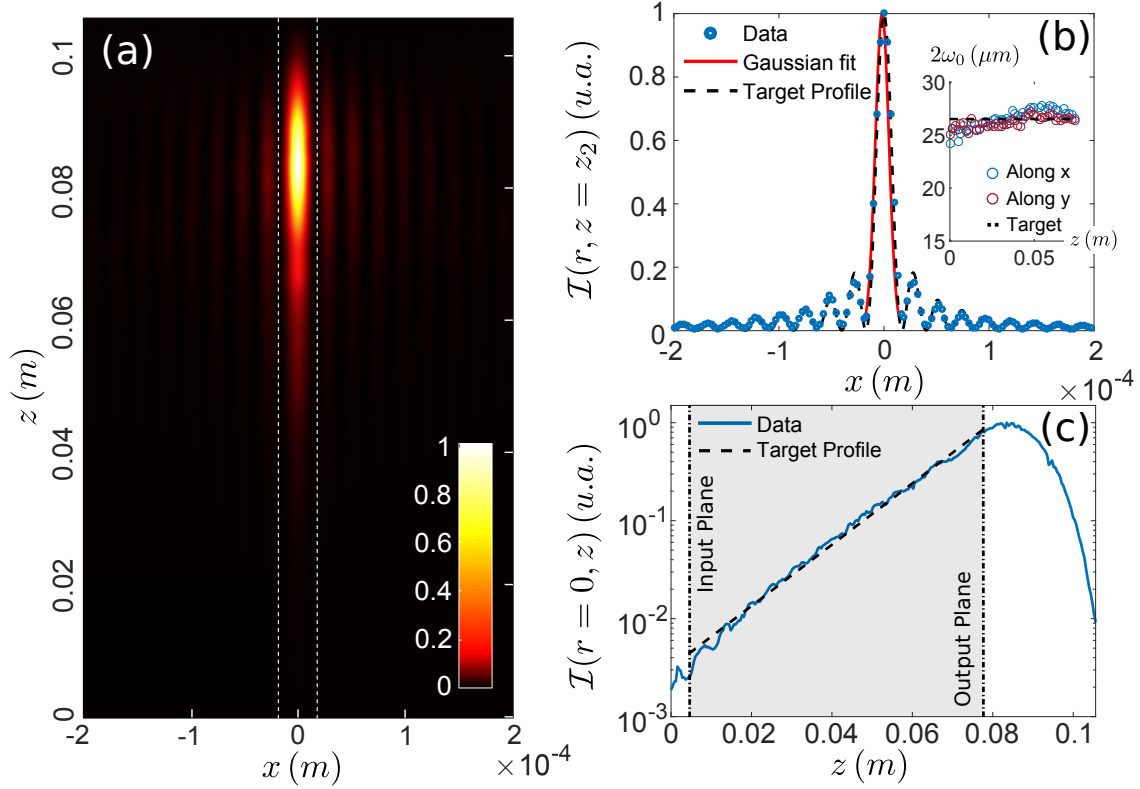 (a)
0.1
0.08
0.06
0.04
0.02
0
z (m)
1
0.8
0.6
0.4
0.2
0
-2
-1
0
1
2
x (m)
×10⁻⁴
(b)
Data
Gaussian fit
Target Profile
1
0.8
0.6
0.4
0.2
0
I(r, z = z₂) (u.a.)
-2
-1
0
1
2
x (m)
×10⁻⁴
2ω₀ (μm)
30
25
20
15
Along x
Along y
Target
0
0.05
z (m)
(c)
Data
Target Profile
Input Plane
Output Plane
10⁰
10⁻¹
10⁻²
10⁻³
I(r = 0, z) (u.a.)
0
0.02
0.04
0.06
0.08
0.1
z (m)